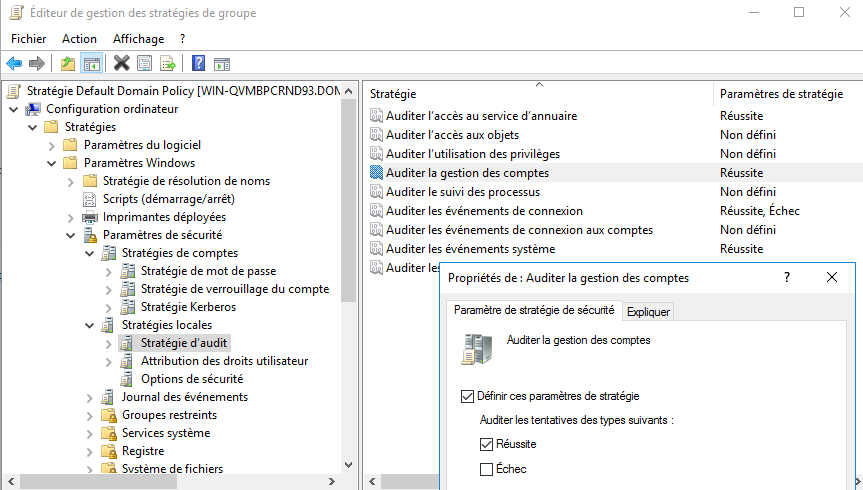 Éditeur de gestion des stratégies de groupe
Fichier Action Affichage ?
Stratégie Default Domain Policy [WIN-QVMBPCRND93.DOM
Configuration ordinateur
Stratégies
Paramètres du logiciel
Paramètres Windows
Stratégie de résolution de noms
Scripts (démarrage/arrêt)
Imprimantes déployées
Paramètres de sécurité
Stratégies de comptes
Stratégie de mot de passe
Stratégie de verrouillage du compte
Stratégie Kerberos
Stratégies locales
Stratégie d'audit
Attribution des droits utilisateur
Options de sécurité
Journal des événements
Groupes restreints
Services système
Registre
Système de fichiers
Stratégie Paramètres de stratégie
Auditer l'accès au service d'annuaire Réussite
Auditer l'accès aux objets Non défini
Auditer l'utilisation des privilèges Non défini
Auditer la gestion des comptes Réussite
Auditer le suivi des processus Non défini
Auditer les événements de connexion Réussite, Échec
Auditer les événements de connexion aux comptes Non défini
Auditer les événements système Réussite
Auditer les
Propriétés de : Auditer la gestion des comptes ?
Paramètre de stratégie de sécurité Expliquer
Auditer la gestion des comptes
Définir ces paramètres de stratégie
Auditer les tentatives des types suivants :
Réussite
Échec